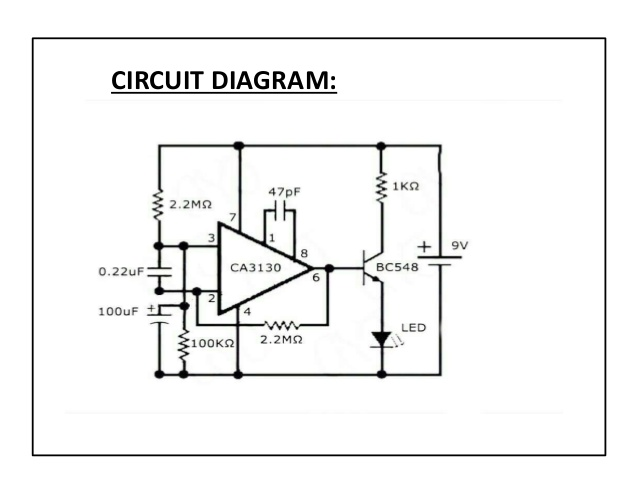 CIRCUIT DIAGRAM:
47pF
1KΩ
2.2MΩ
7
1
3
8
9V
+
CA3130
BC548
0.22uF
6
2
100uF +
4
LED
100KΩ
2.2MΩ